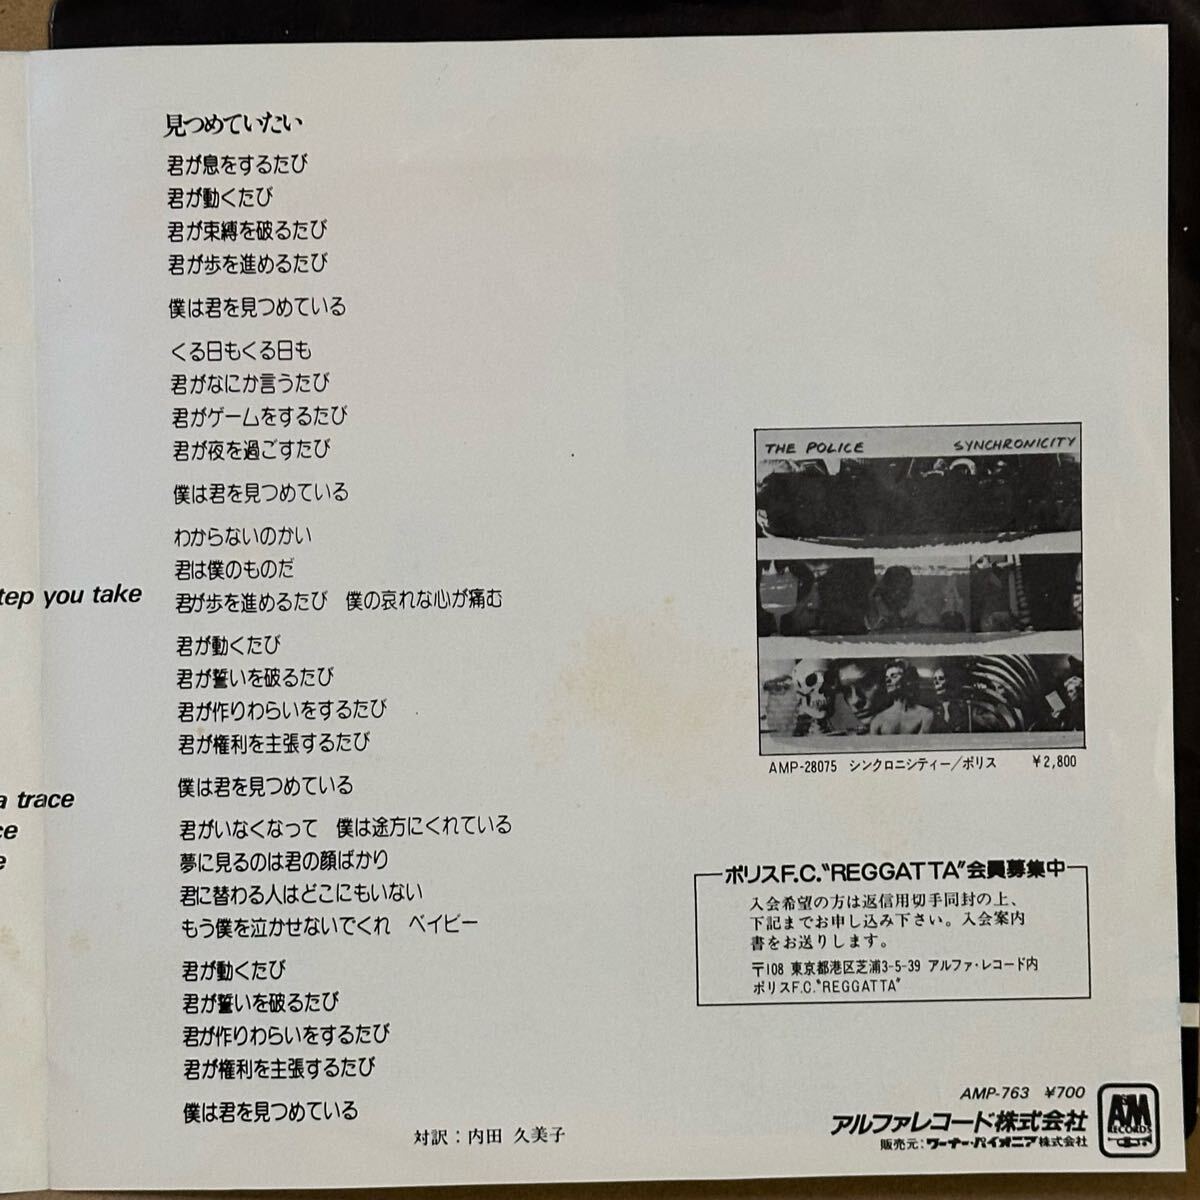 見つめていたい
君が息をするたび
君が動くたび
君が束縛を破るたび
君が歩を進めるたび
僕は君を見つめている
くる日もくる日も
君がなにか言うたび
君がゲームをするたび
君が夜を過ごすたび
僕は君を見つめている
わからないのかい
君は僕のものだ
君が歩を進めるたび　僕の哀れな心が痛む
君が動くたび
君が誓いを破るたび
君が作りわらいをするたび
君が権利を主張するたび
僕は君を見つめている
君がいなくなって　僕は途方にくれている
夢に見るのは君の顔ばかり
君に替わる人はどこにもいない
もう僕を泣かせないでくれ　ベイビー
君が動くたび
君が誓いを破るたび
君が作りわらいをするたび
君が権利を主張するたび
僕は君を見つめている
対訳：内田 久美子
tep you take
a trace
ce
e
THE POLICE SYNCHRONICITY
AMP-28075 シンクロニシティー/ポリス ¥2,800
ポリスF.C.“REGGATTA”会員募集中
入会希望の方は返信用切手同封の上、
下記までお申し込み下さい。入会案内
書をお送りします。
〒108 東京都港区芝浦3-5-39 アルファ・レコード内
ポリスF.C.“REGGATTA”
AMP-763 ¥700
アルファレコード株式会社
販売元：ワーナー・パイオニア株式会社
A&M
RECORDS